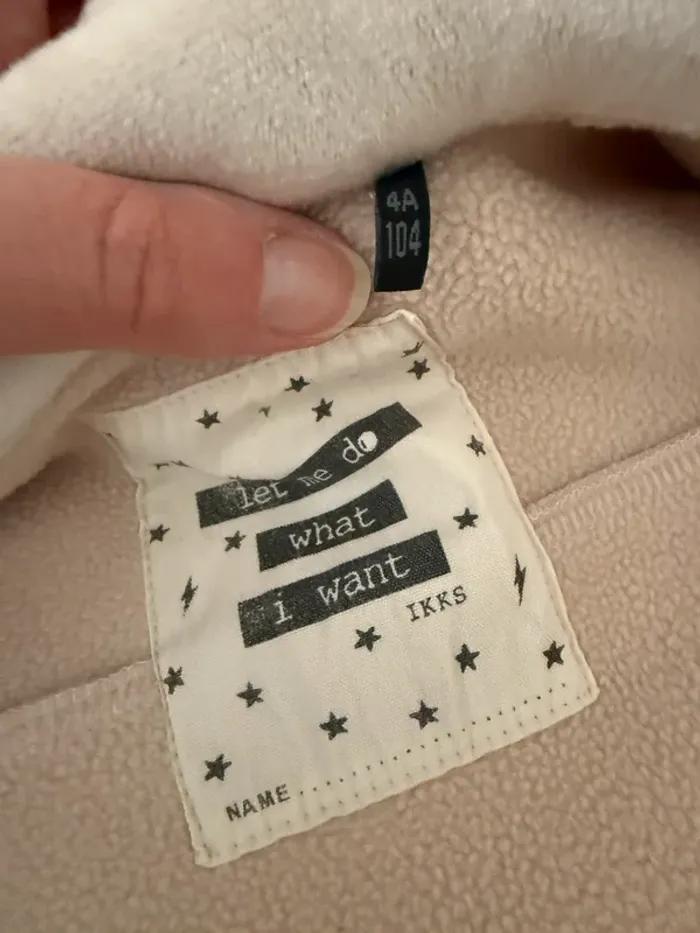 4A
104
let me do
what
i want
IKKS
NAME....................